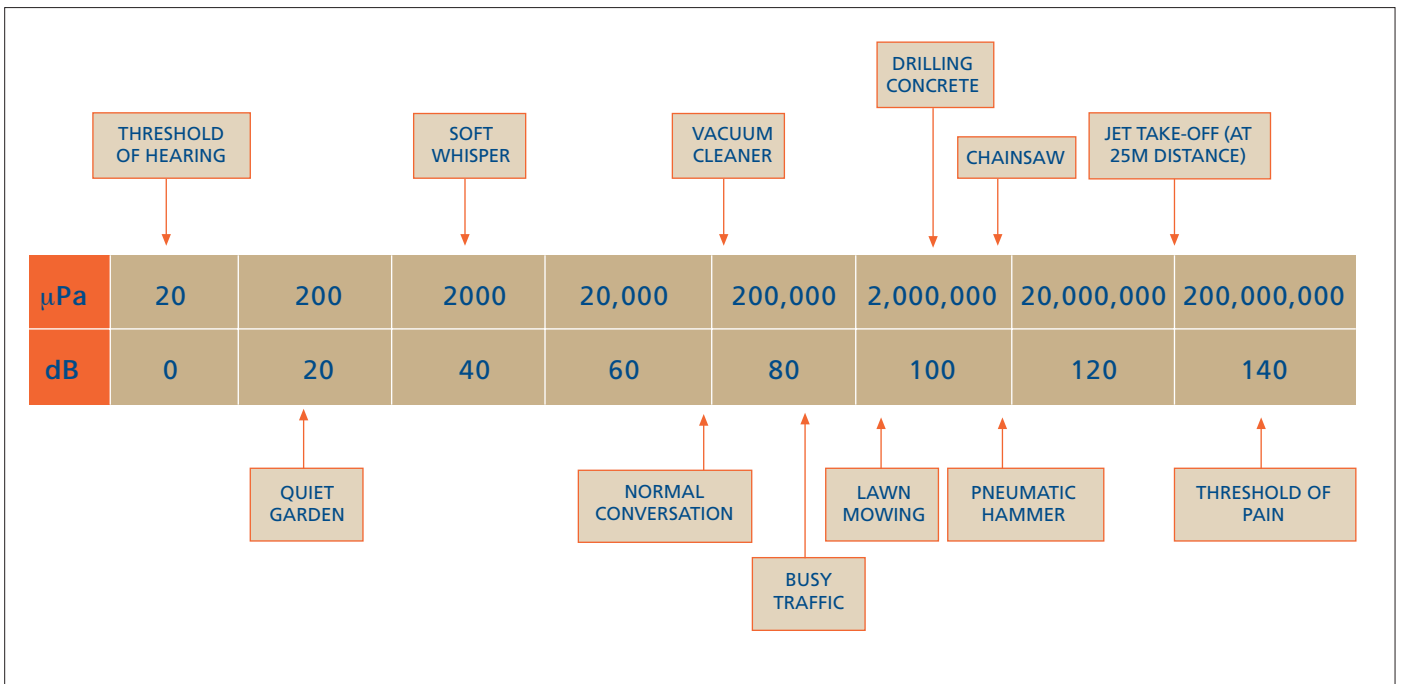 DRILLING
CONCRETE
THRESHOLD
OF HEARING
SOFT
WHISPER
VACUUM
CLEANER
CHAINSAW
JET TAKE-OFF (AT
25M DISTANCE)
μPa 20 200 2000 20,000 200,000 2,000,000 20,000,000 200,000,000
dB 0 20 40 60 80 100 120 140
QUIET
GARDEN
NORMAL
CONVERSATION
BUSY
TRAFFIC
LAWN
MOWING
PNEUMATIC
HAMMER
THRESHOLD OF
PAIN